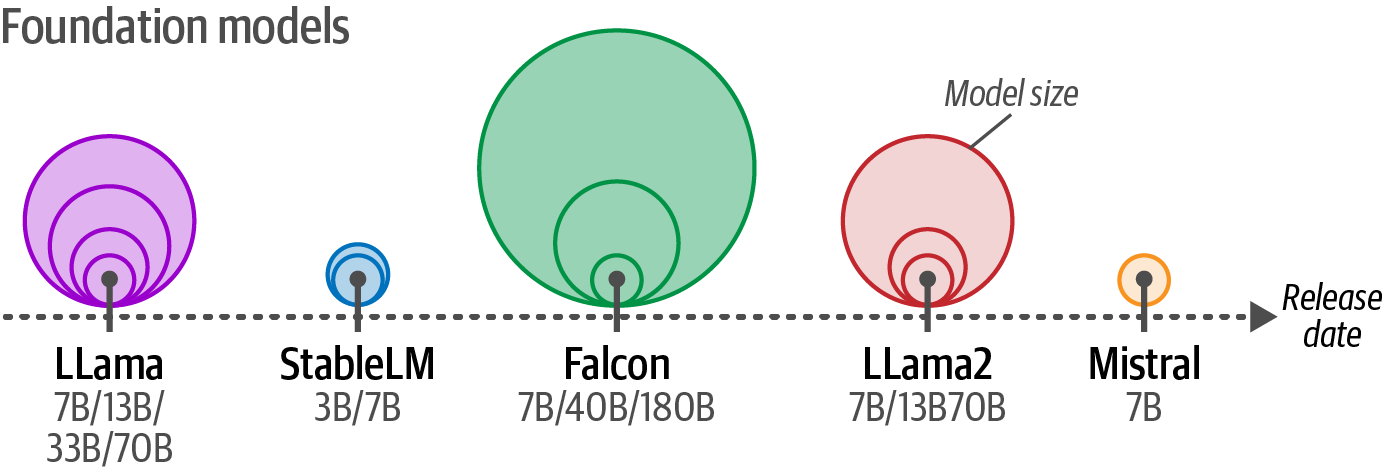 Foundation models
Model size
Release
date
LLama
7B/13B/
33B/70B
StableLM
3B/7B
Falcon
7B/40B/180B
LLama2
7B/13B70B
Mistral
7B